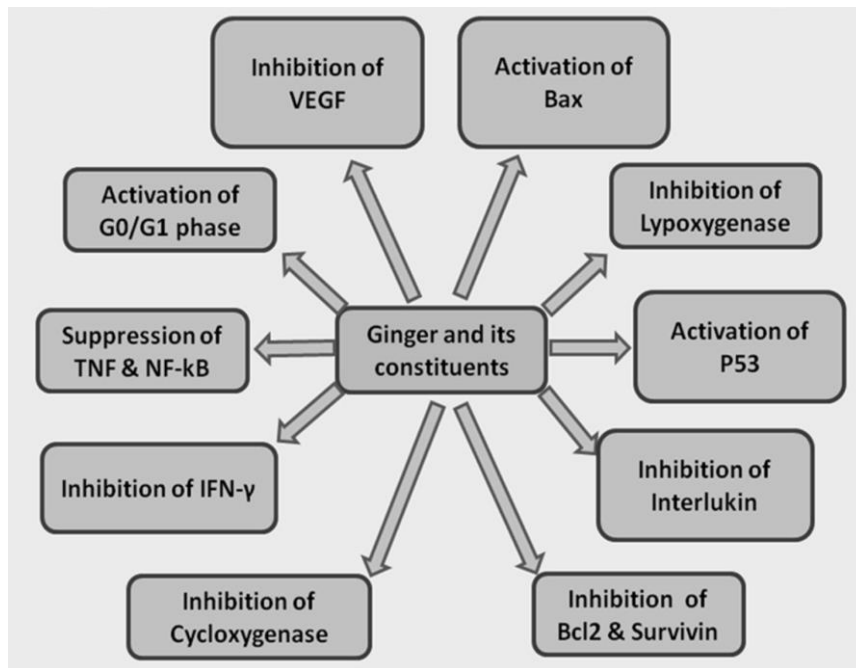 Inhibition of
VEGF
Activation of
Bax
Activation of
G0/G1 phase
Inhibition of
Lypoxygenase
Suppression of
TNF & NF-kB
Ginger and its
constituents
Activation of
P53
Inhibition of IFN-γ
Inhibition of
Interlukin
Inhibition of
Cycloxygenase
Inhibition of
Bcl2 & Survivin